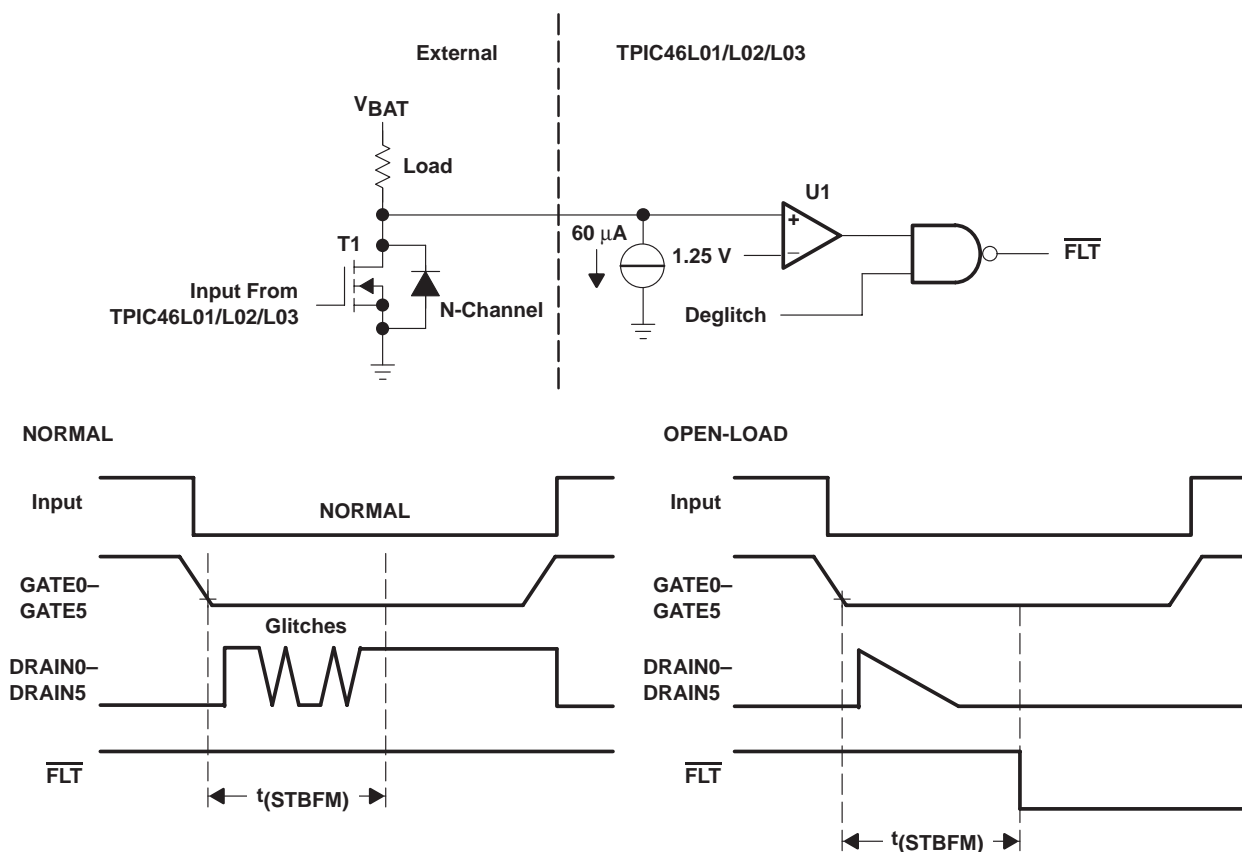 External
TPIC46L01/L02/L03
VBAT
Load
U1
+
T1
60 μA
1.25 V
−
FLT
Input From
TPIC46L01/L02/L03
N-Channel
Deglitch
NORMAL
Input
NORMAL
GATE0–
GATE5
Glitches
DRAIN0–
DRAIN5
FLT
t(STBFM)
OPEN-LOAD
Input
GATE0–
GATE5
DRAIN0–
DRAIN5
FLT
t(STBFM)